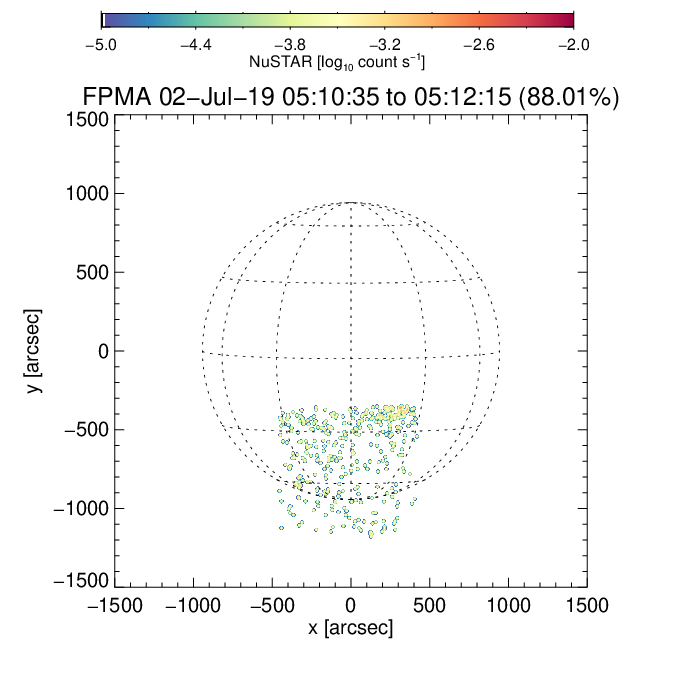 −5.0 −4.4 −3.8 −3.2 −2.6 −2.0
NuSTAR [log₁₀ count s⁻¹]
FPMA 02−Jul−19 05:10:35 to 05:12:15 (88.01%)
1500
1000
500
0
−500
−1000
−1500
y [arcsec]
−1500 −1000 −500 0 500 1000 1500
x [arcsec]